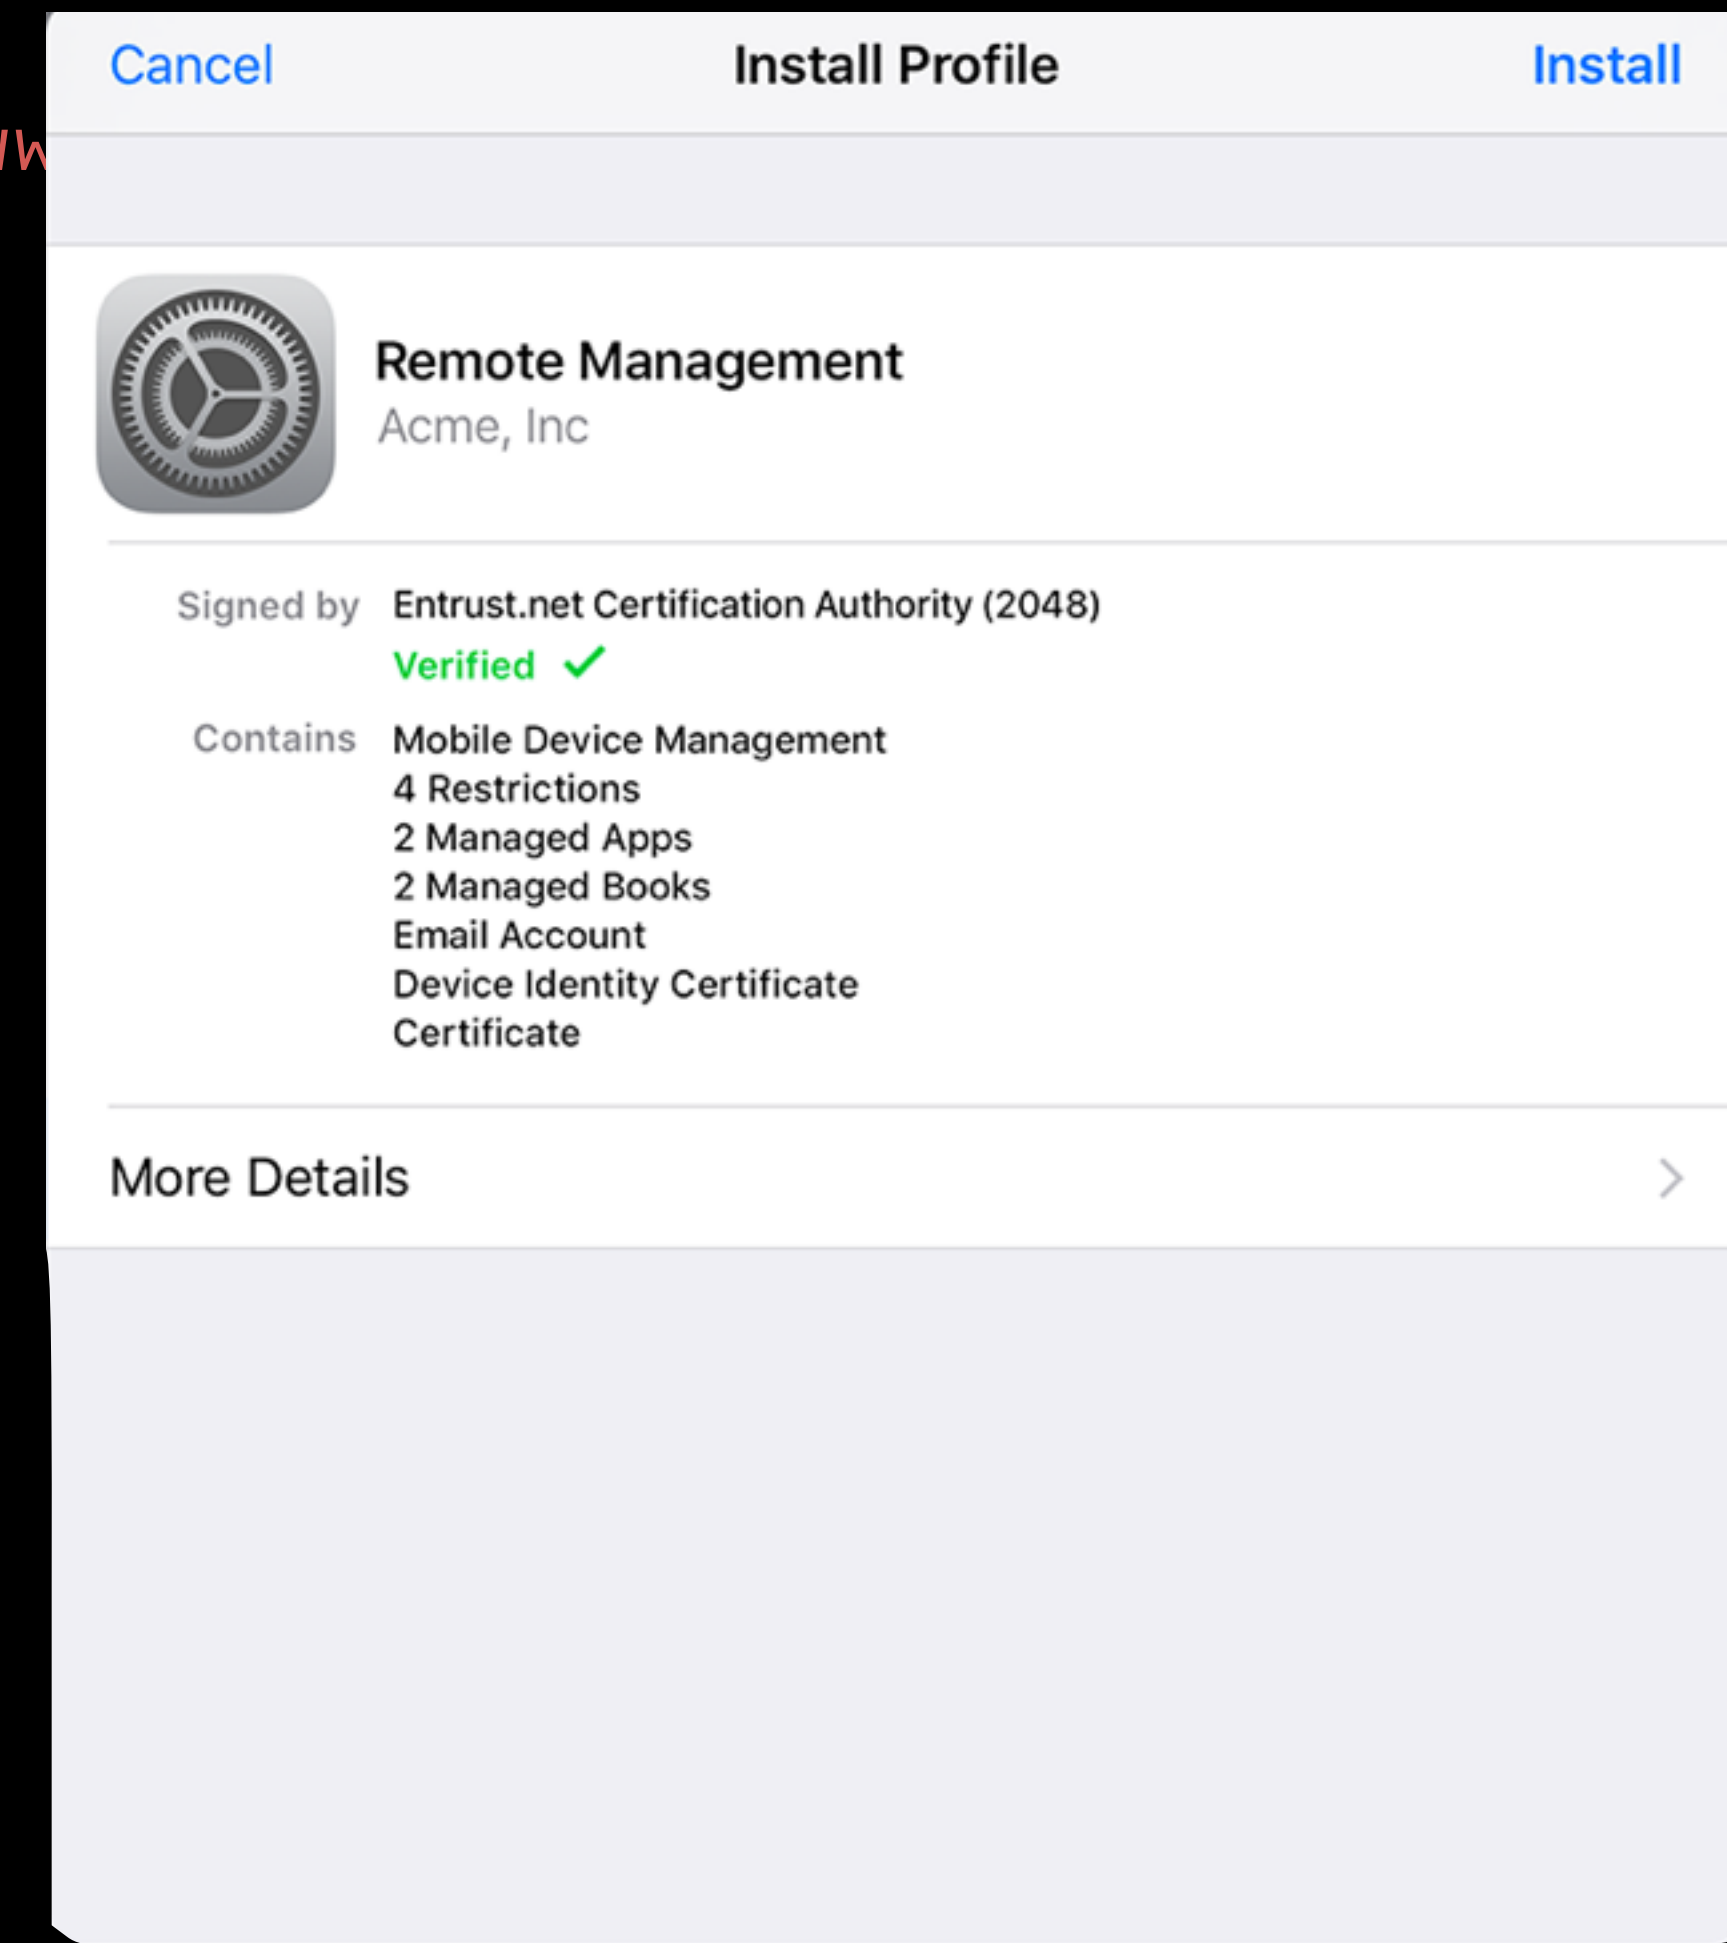 Cancel
Install Profile
Install
Remote Management
Acme, Inc
Signed by
Entrust.net Certification Authority (2048)
Verified
Contains
Mobile Device Management
4 Restrictions
2 Managed Apps
2 Managed Books
Email Account
Device Identity Certificate
Certificate
More Details